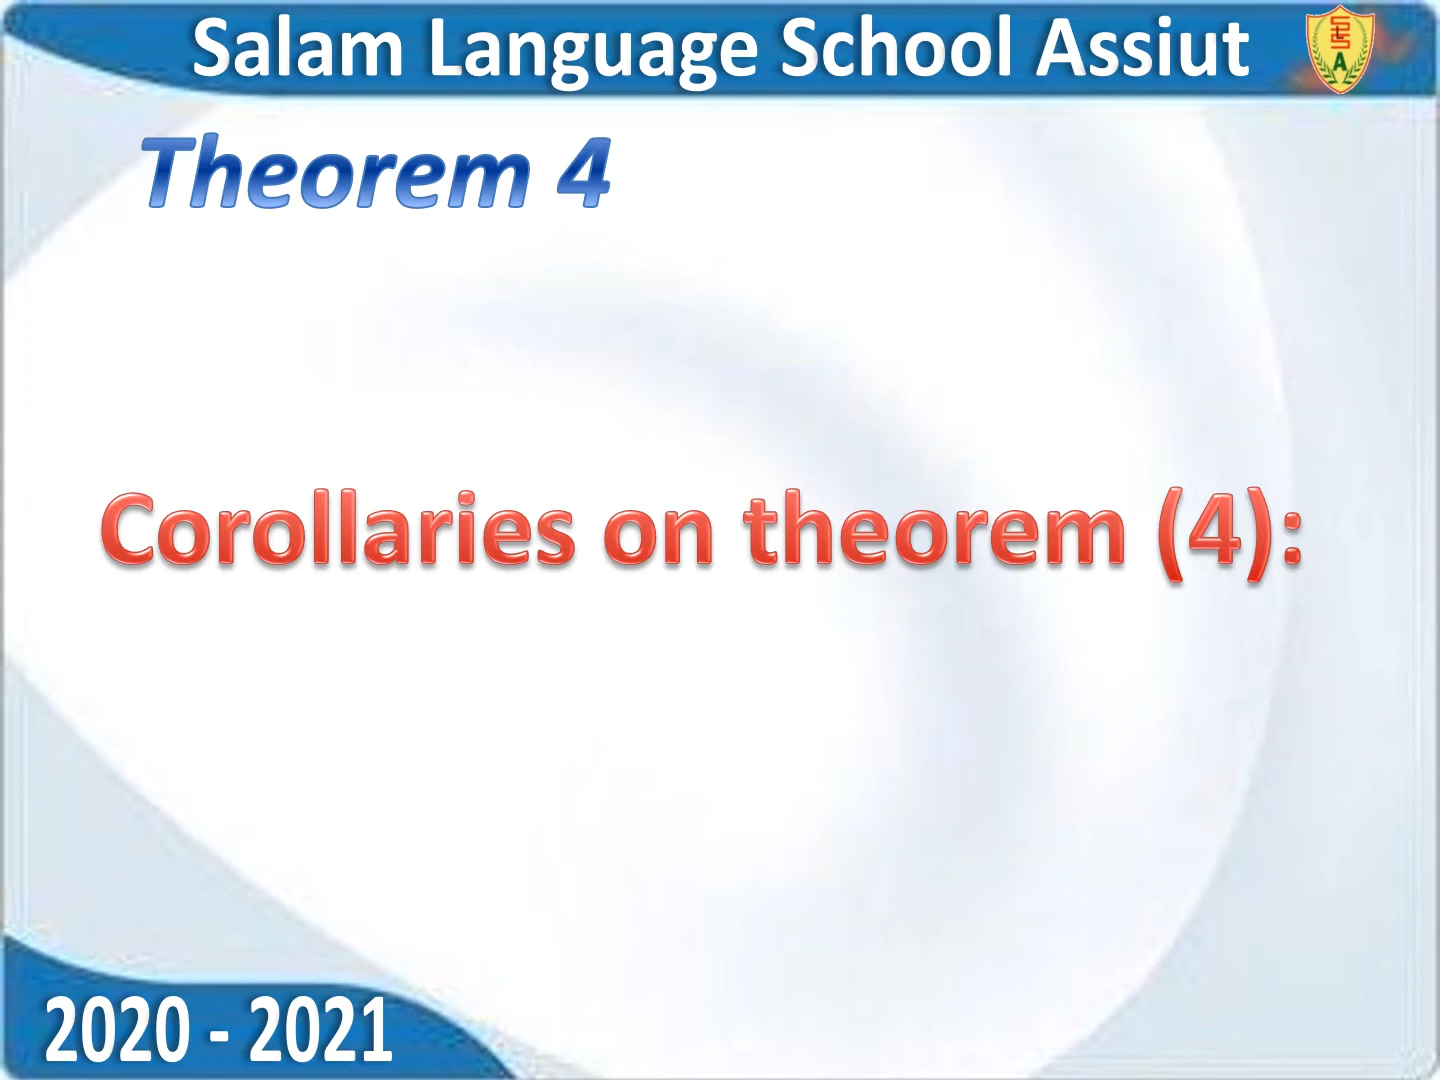 Salam Language School Assiut
Theorem 4
Corollaries on theorem (4):
2020 - 2021